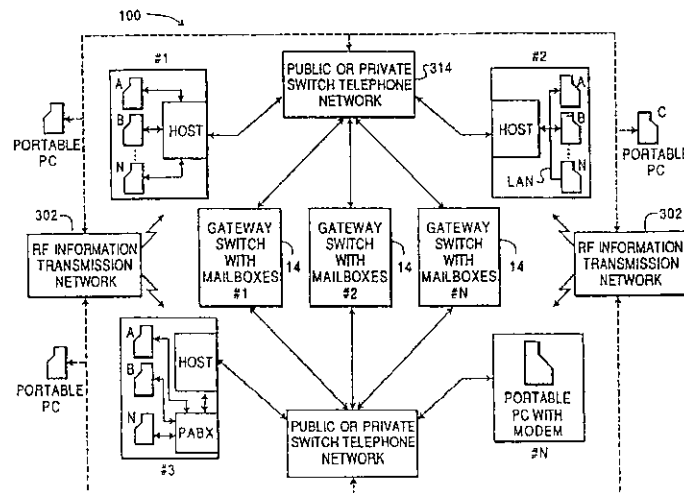 100
#1
A
B
N
HOST
PUBLIC OR PRIVATE
SWITCH TELEPHONE
NETWORK
314
#2
HOST
A
B
N
LAN
PORTABLE
PC
C
PORTABLE
PC
302
RF INFORMATION
TRANSMISSION
NETWORK
GATEWAY
SWITCH
WITH
MAILBOXES
#1
14
GATEWAY
SWITCH
WITH
MAILBOXES
#2
14
GATEWAY
SWITCH
WITH
MAILBOXES
#N
14
302
RF INFORMATION
TRANSMISSION
NETWORK
PORTABLE
PC
A
B
N
HOST
PABX
#3
PUBLIC OR PRIVATE
SWITCH TELEPHONE
NETWORK
PORTABLE
PC WITH
MODEM
#N